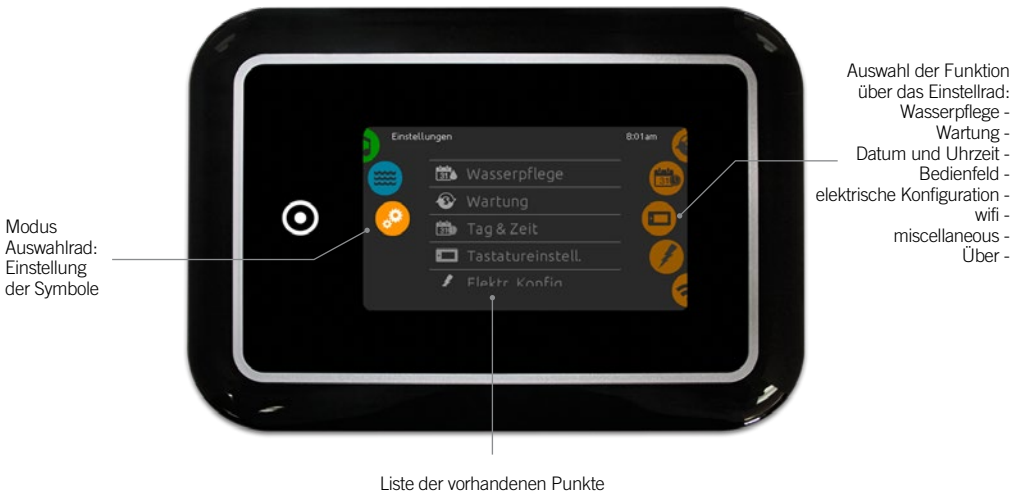 Auswahl der Funktion
über das Einstellrad:
Wasserpflege -
Wartung -
Datum und Uhrzeit -
Bedienfeld -
elektrische Konfiguration -
wifi -
miscellaneous -
Über -
Einstellungen
8:01am
Wasserpflege
Wartung
Tag & Zeit
Tastatureinstell.
Elektr. Konfig.
Modus
Auswahlrad:
Einstellung
der Symbole
Liste der vorhandenen Punkte